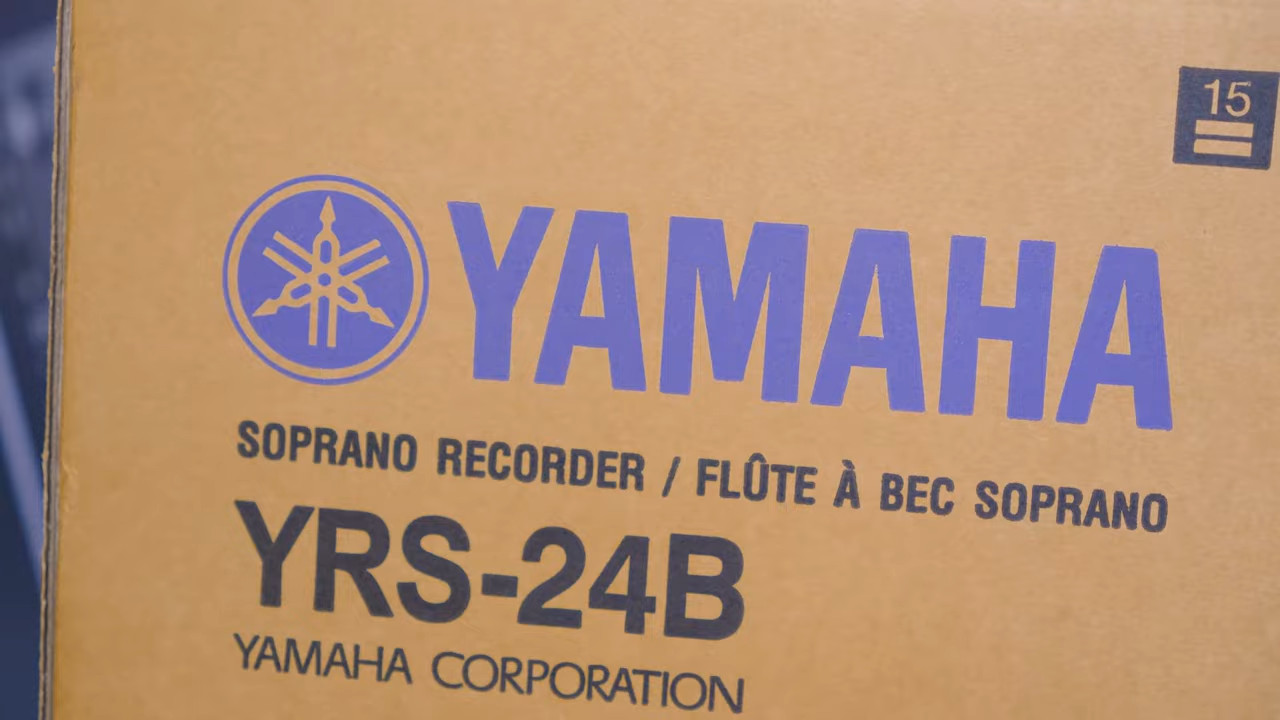 15
YAMAHA
SOPRANO RECORDER / FLÛTE À BEC SOPRANO
YRS-24B
YAMAHA CORPORATION